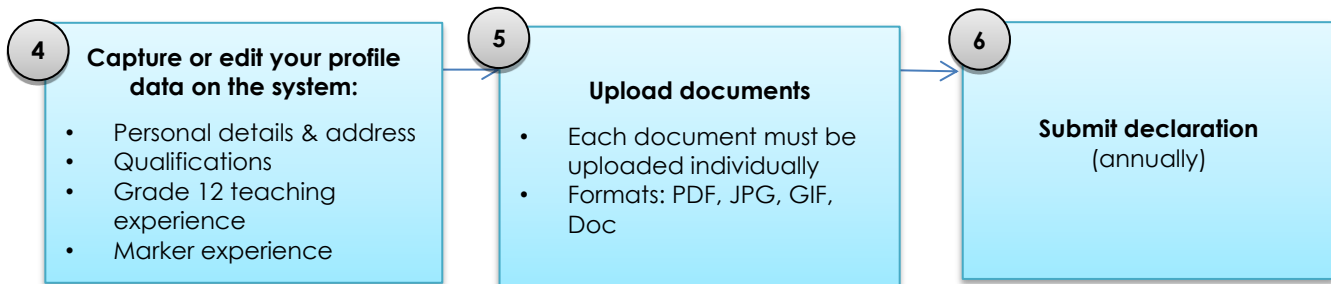 4
Capture or edit your profile
data on the system:
• Personal details & address
• Qualifications
• Grade 12 teaching
experience
• Marker experience
5
Upload documents
• Each document must be
uploaded individually
• Formats: PDF, JPG, GIF,
Doc
6
Submit declaration
(annually)